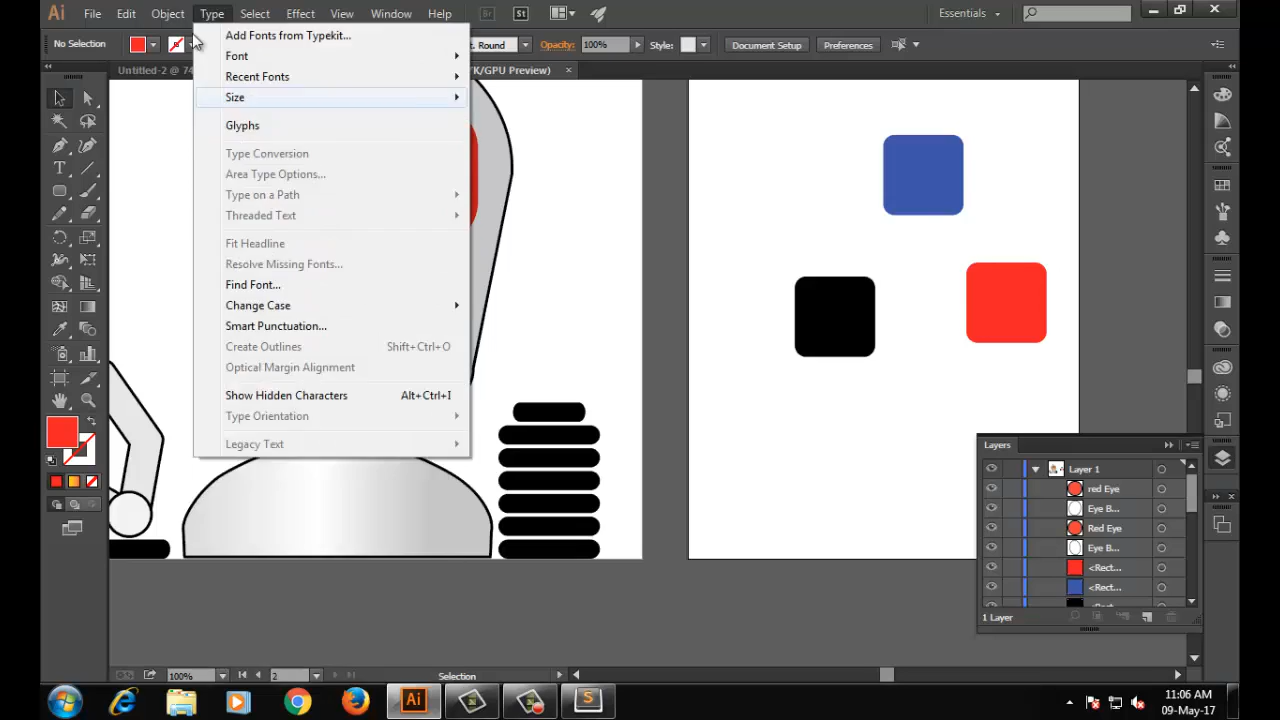 Ai File Edit Object Type Select Effect View Window Help Br St Essentials
No Selection t. Round Opacity: 100% Style: Document Setup Preferences
Untitled-2 @ 74 K/GPU Preview) ×
Add Fonts from Typekit...
Font
Recent Fonts
Size
Glyphs
Type Conversion
Area Type Options...
Type on a Path
Threaded Text
Fit Headline
Resolve Missing Fonts...
Find Font...
Change Case
Smart Punctuation...
Create Outlines Shift+Ctrl+O
Optical Margin Alignment
Show Hidden Characters Alt+Ctrl+I
Type Orientation
Legacy Text
Layers
Layer 1
red Eye
Eye B...
Red Eye
Eye B...
<Rect...
<Rect...
1 Layer
100% 2 Selection
Ai S 11:06 AM
09-May-17